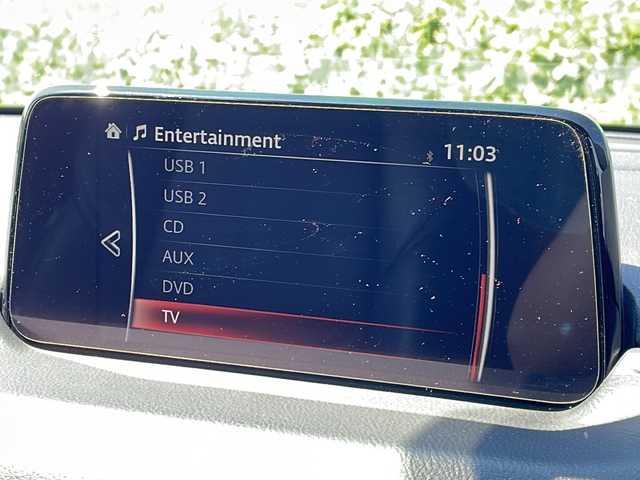 Entertainment
11:03
USB 1
USB 2
CD
AUX
DVD
TV